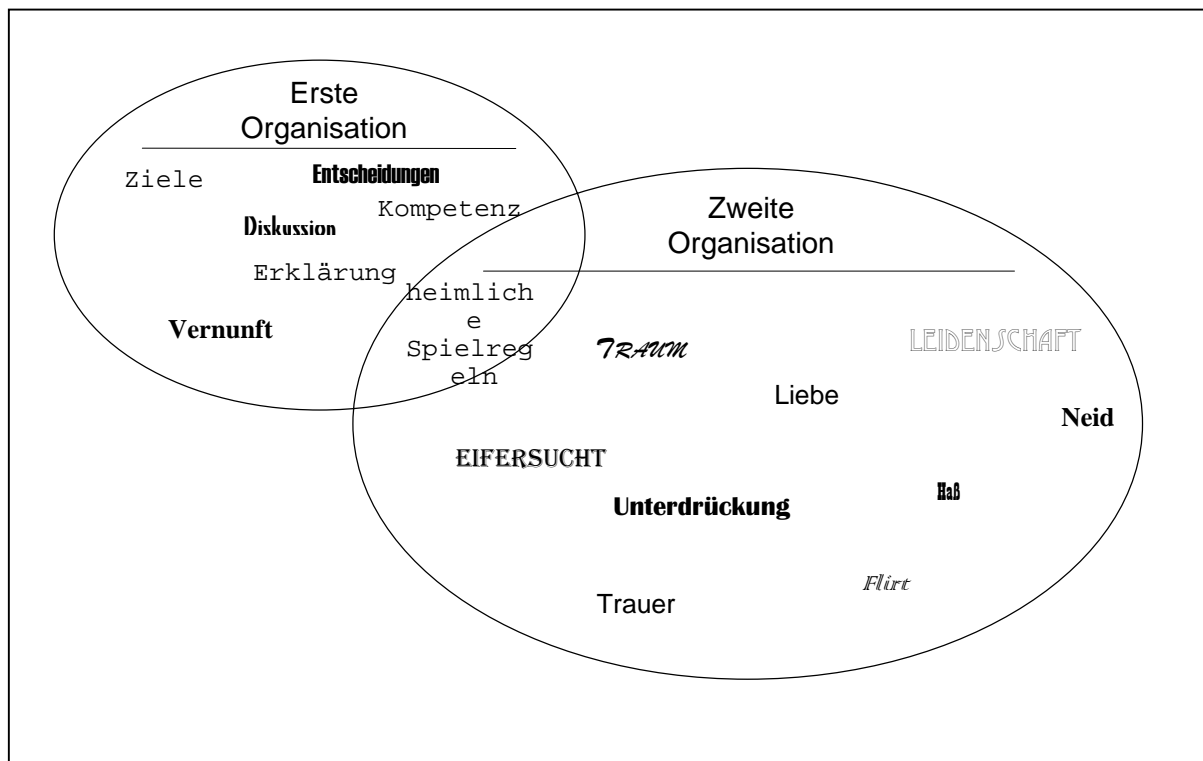 Erste
Organisation
Ziele
Entscheidungen
Kompetenz
Diskussion
Erklärung
Vernunft
heimlich
e
Spielreg
eln
Zweite
Organisation
TRAUM
LEIDENSCHAFT
Liebe
Neid
EIFERSUCHT
Haß
Unterdrückung
Flirt
Trauer